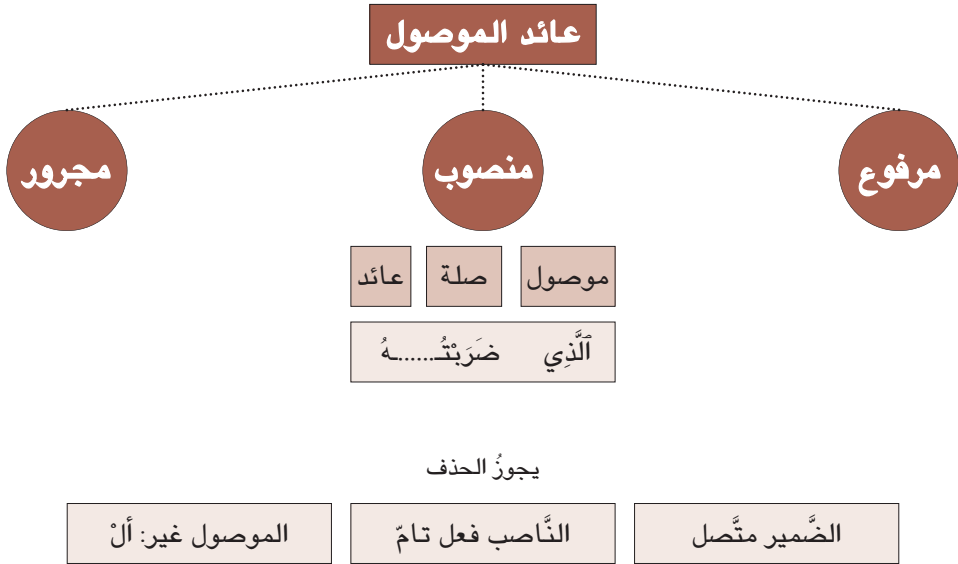 عائد الموصول
مرفوع
منصوب
مجرور
موصول
صلة
عائد
ٱلَّذِي ضَرَبْتُـ......ـهُ
يجوزُ الحذف
الضَّمير متَّصل
النَّاصب فعل تامّ
الموصول غير: ألْ